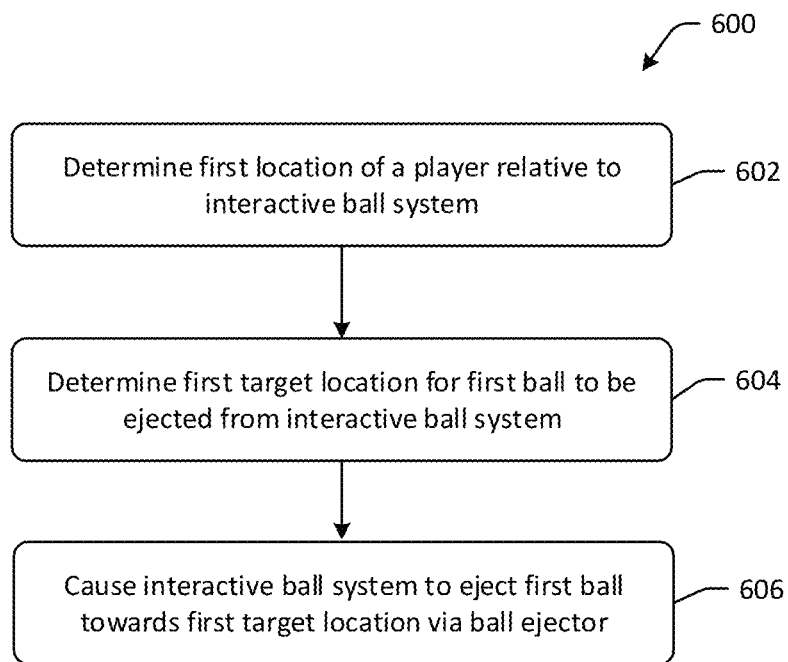 600
Determine first location of a player relative to
interactive ball system
602
Determine first target location for first ball to be
ejected from interactive ball system
604
Cause interactive ball system to eject first ball
towards first target location via ball ejector
606